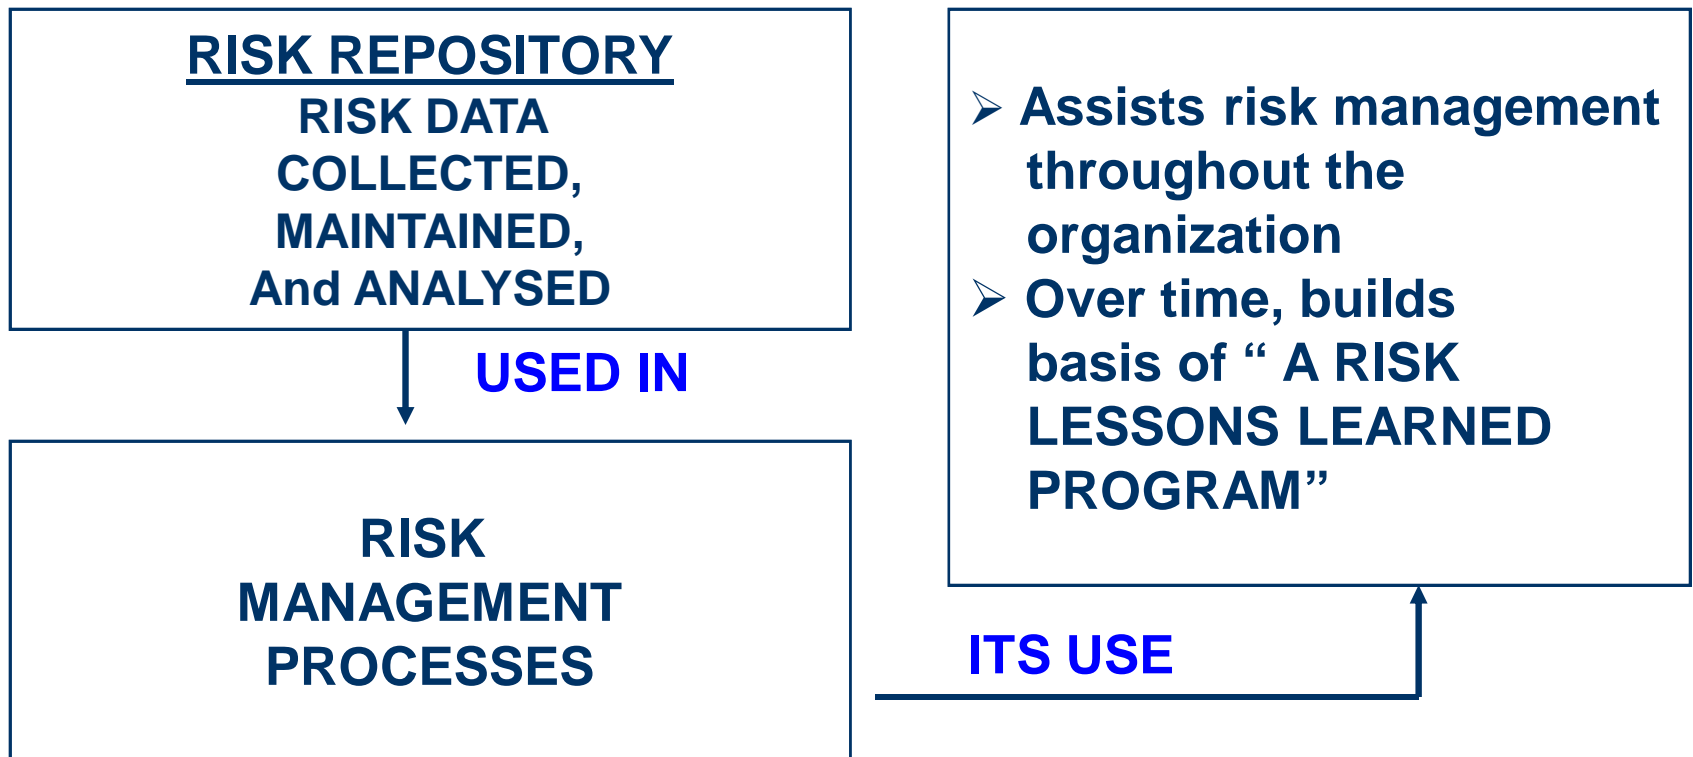 RISK REPOSITORY
RISK DATA
COLLECTED,
MAINTAINED,
And ANALYSED
USED IN
RISK
MANAGEMENT
PROCESSES
ITS USE
➢ Assists risk management
throughout the
organization
➢ Over time, builds
basis of “ A RISK
LESSONS LEARNED
PROGRAM”